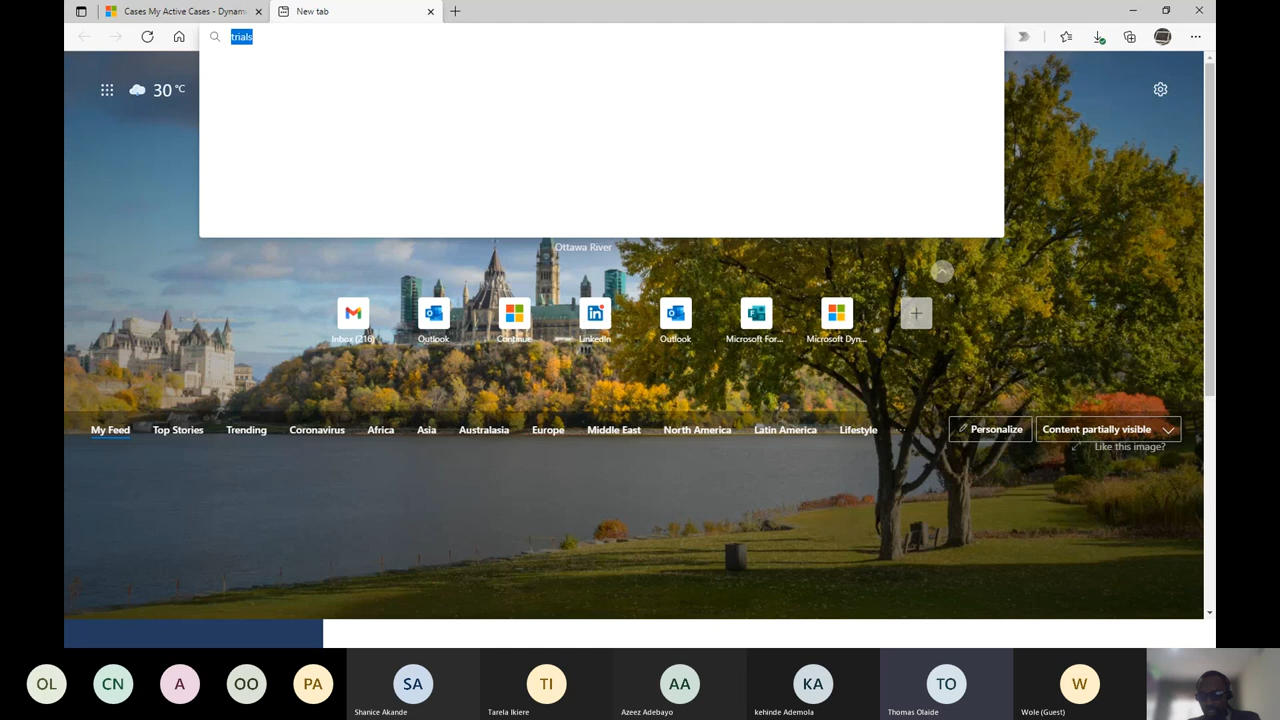 Cases My Active Cases - Dynam
New tab
trials
30 °C
Ottawa River
Inbox (216)
Outlook
Continue
LinkedIn
Outlook
Microsoft For...
Microsoft Dyn...
My Feed
Top Stories
Trending
Coronavirus
Africa
Asia
Australasia
Europe
Middle East
North America
Latin America
Lifestyle
...
Personalize
Content partially visible
Like this image?
OL
CN
A
OO
PA
SA
TI
AA
KA
TO
W
Shanice Akande
Tarela Ikiere
Azeez Adebayo
kehinde Ademola
Thomas Olaide
Wole (Guest)